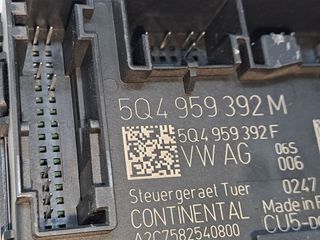 5Q4 959 392 M
5Q4 959 392 F
VW AG 06S
006
Steuergeraet Tuer 0247
CONTINENTAL Made in
A2C7582540800 CU5-